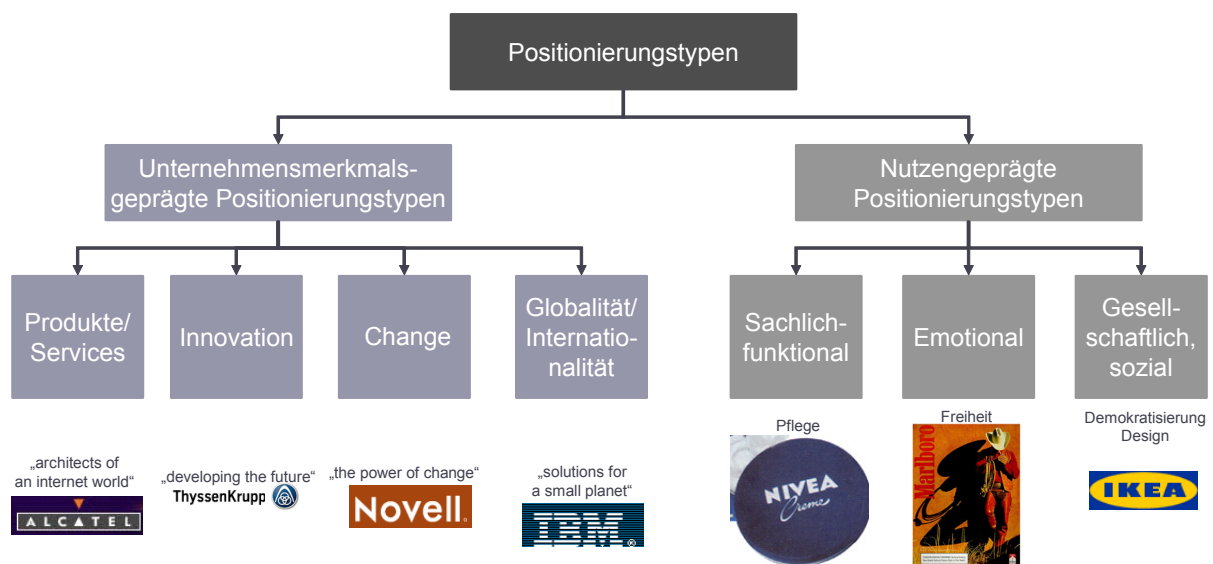 Positionierungstypen
Unternehmensmerkmals-
geprägte Positionierungstypen
Nutzengeprägte
Positionierungstypen
Produkte/
Services
Innovation
Change
Globalität/
Internatio-
nalität
Sachlich-
funktional
Emotional
Gesell-
schaftlich,
sozial
„architects of
an internet world“
ALCATEL
„developing the future“
ThyssenKrupp
„the power of change“
Novell®
„solutions for
a small planet“
IBM®
Pflege
NIVEA
Creme
Freiheit
Marlboro
Demokratisierung
Design
IKEA